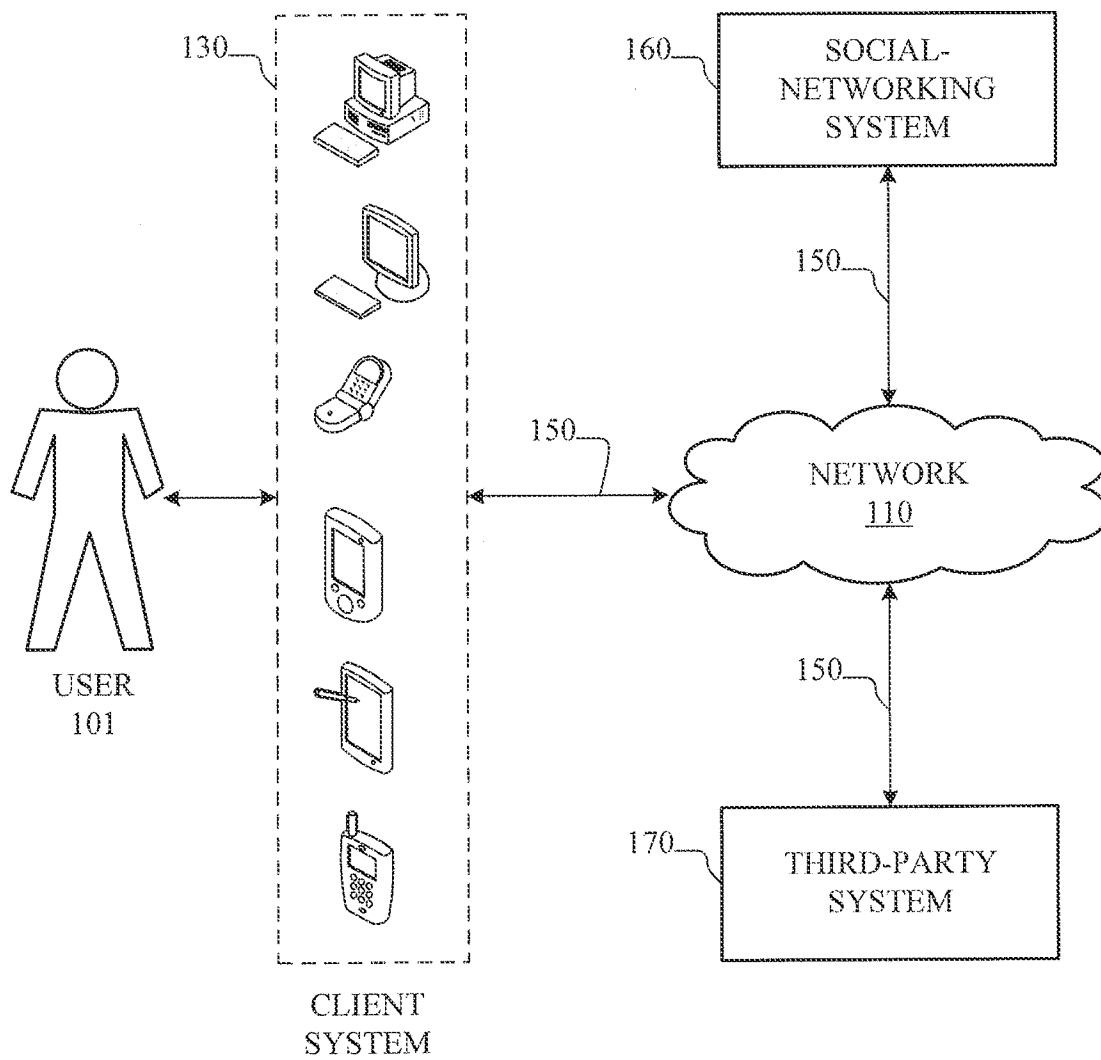 130
160
SOCIAL-
NETWORKING
SYSTEM
150
150
NETWORK
110
USER
101
150
170
THIRD-PARTY
SYSTEM
CLIENT
SYSTEM